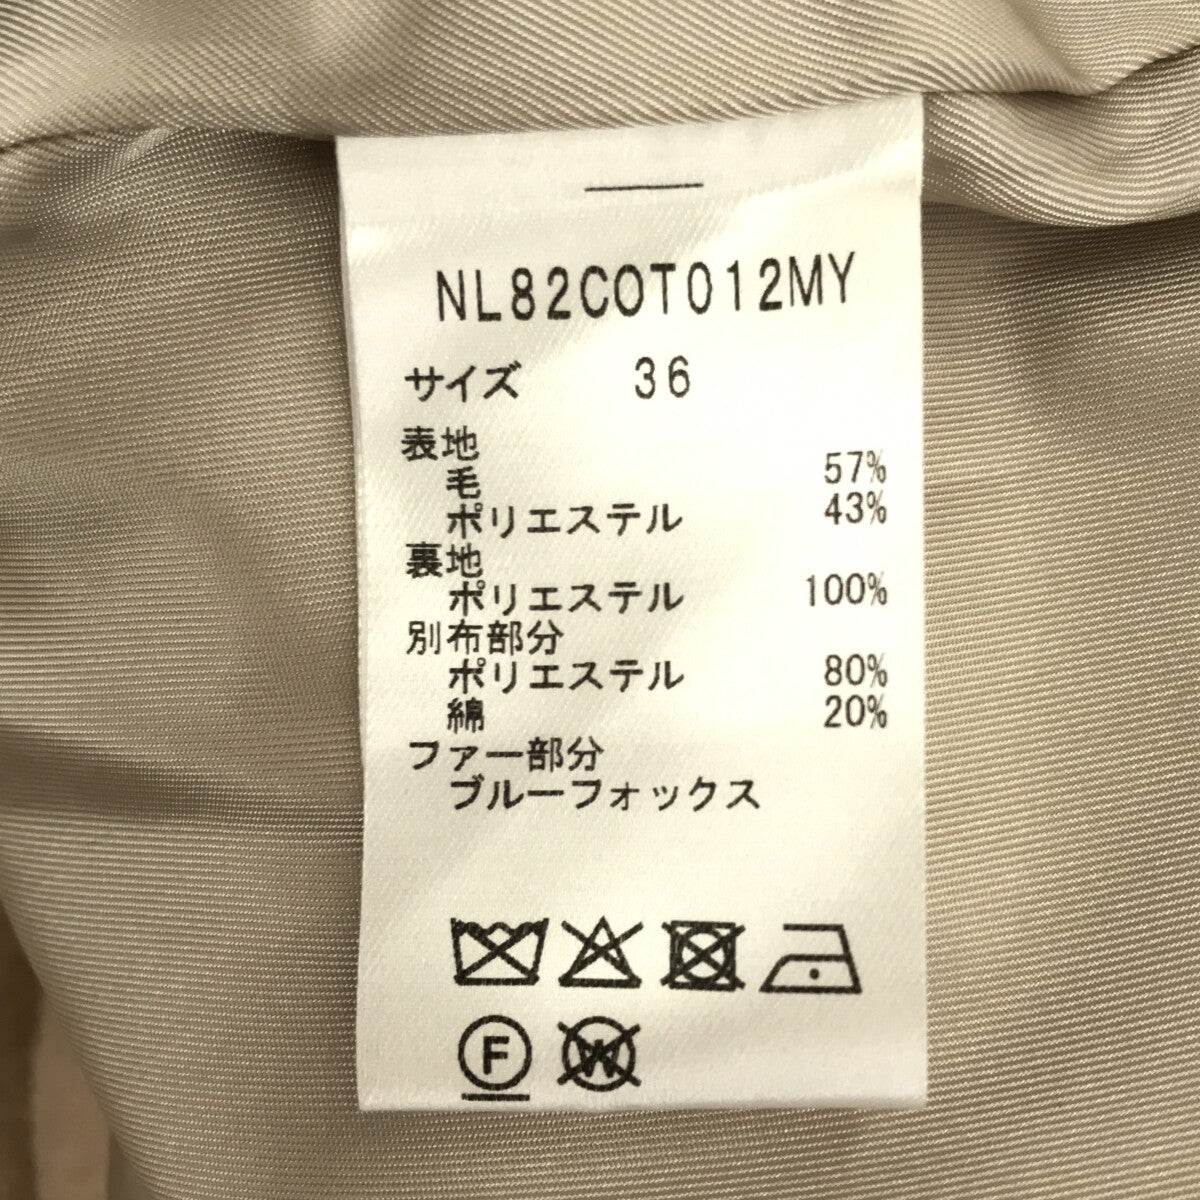 NL82COT012MY
サイズ 36
表地
毛 57%
ポリエステル 43%
裏地
ポリエステル 100%
別布部分
ポリエステル 80%
綿 20%
ファー部分
ブルーフォックス
F W